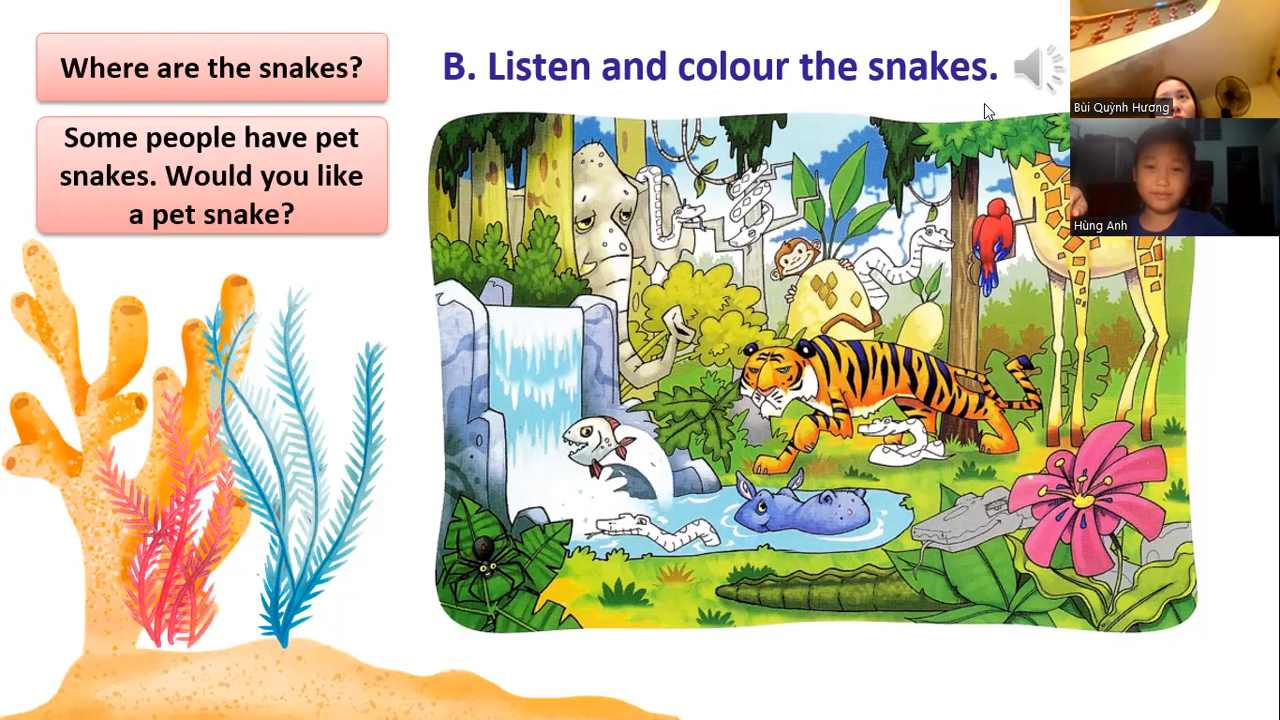 Where are the snakes?
Some people have pet
snakes. Would you like
a pet snake?
B. Listen and colour the snakes.
Bùi Quỳnh Hương
Hùng Anh